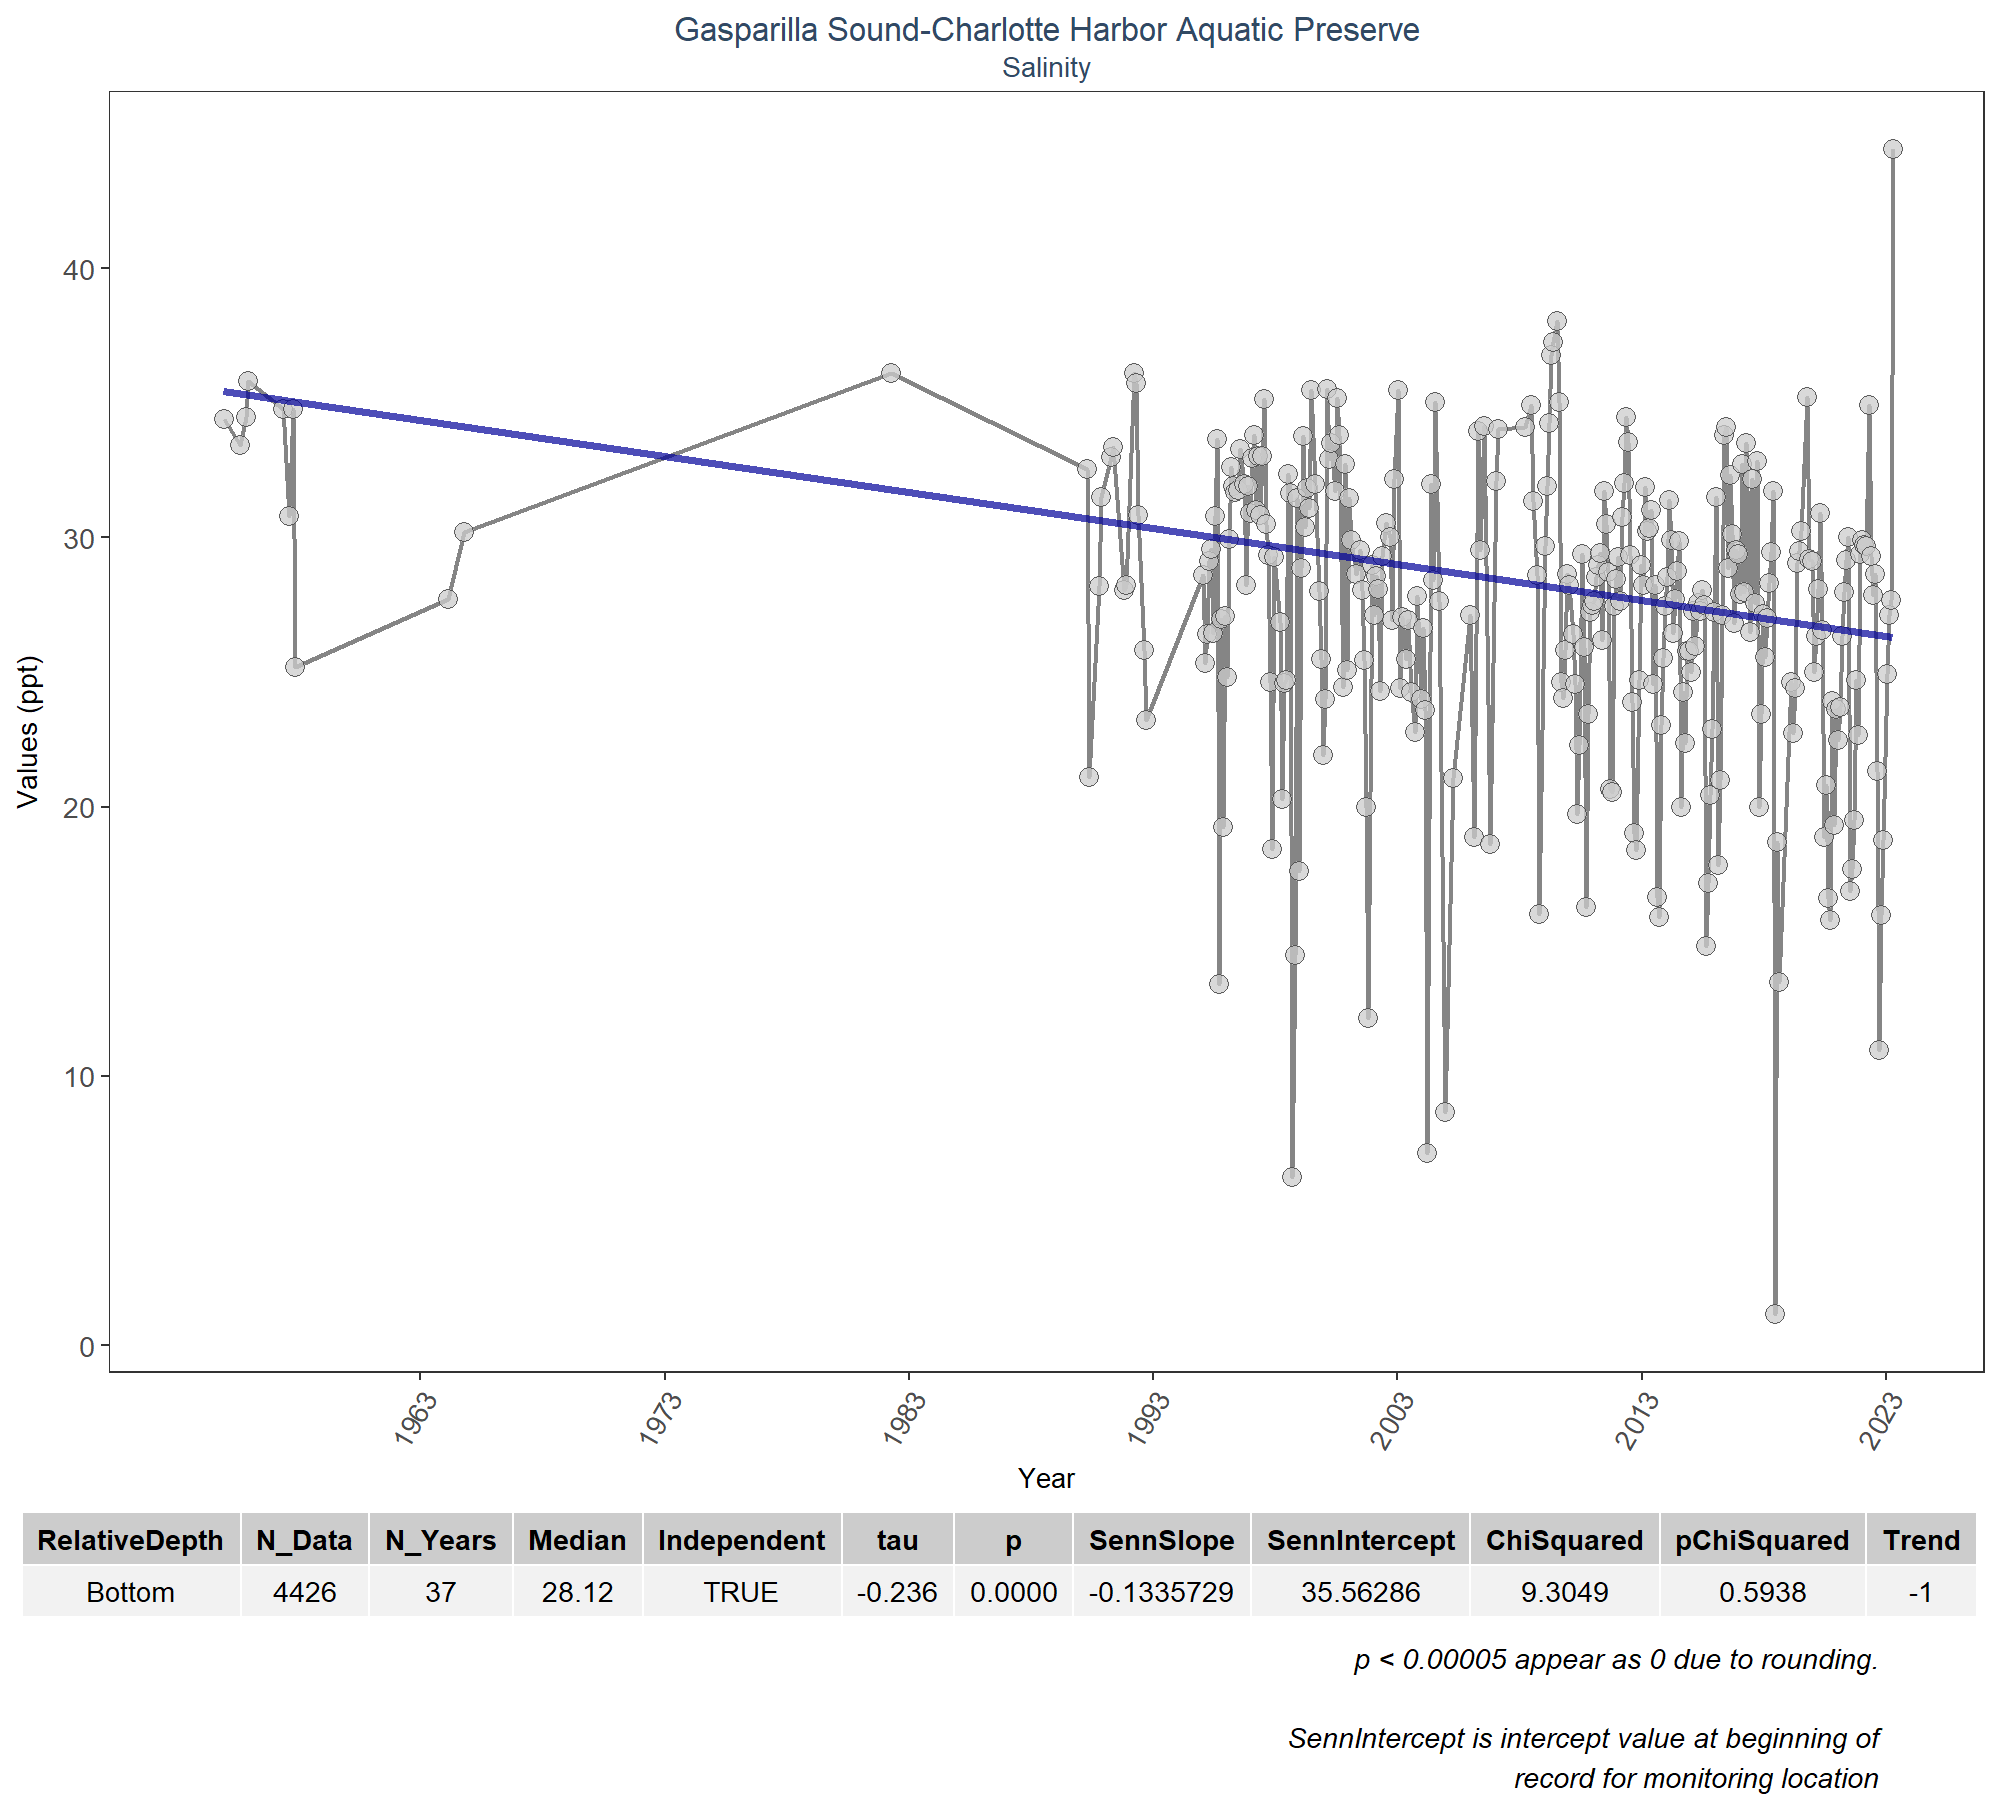 Gasparilla Sound-Charlotte Harbor Aquatic Preserve
Salinity
Values (ppt)
40
30
20
10
0
1963 1973 1983 1993 2003 2013 2023
Year
RelativeDepth N_Data N_Years Median Independent tau p SennSlope SennIntercept ChiSquared pChiSquared Trend
Bottom 4426 37 28.12 TRUE -0.236 0.0000 -0.1335729 35.56286 9.3049 0.5938 -1
p < 0.00005 appear as 0 due to rounding.
SennIntercept is intercept value at beginning of
record for monitoring location